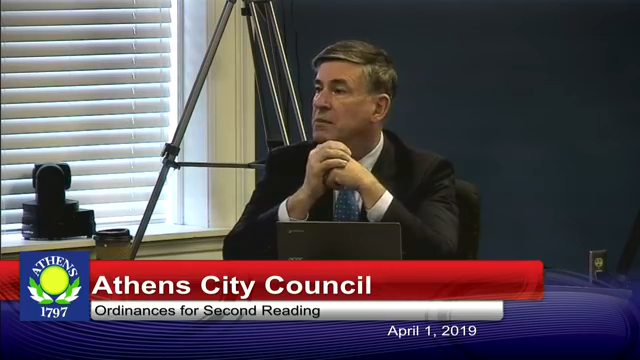 ATHENS
1797
Athens City Council
Ordinances for Second Reading
April 1, 2019